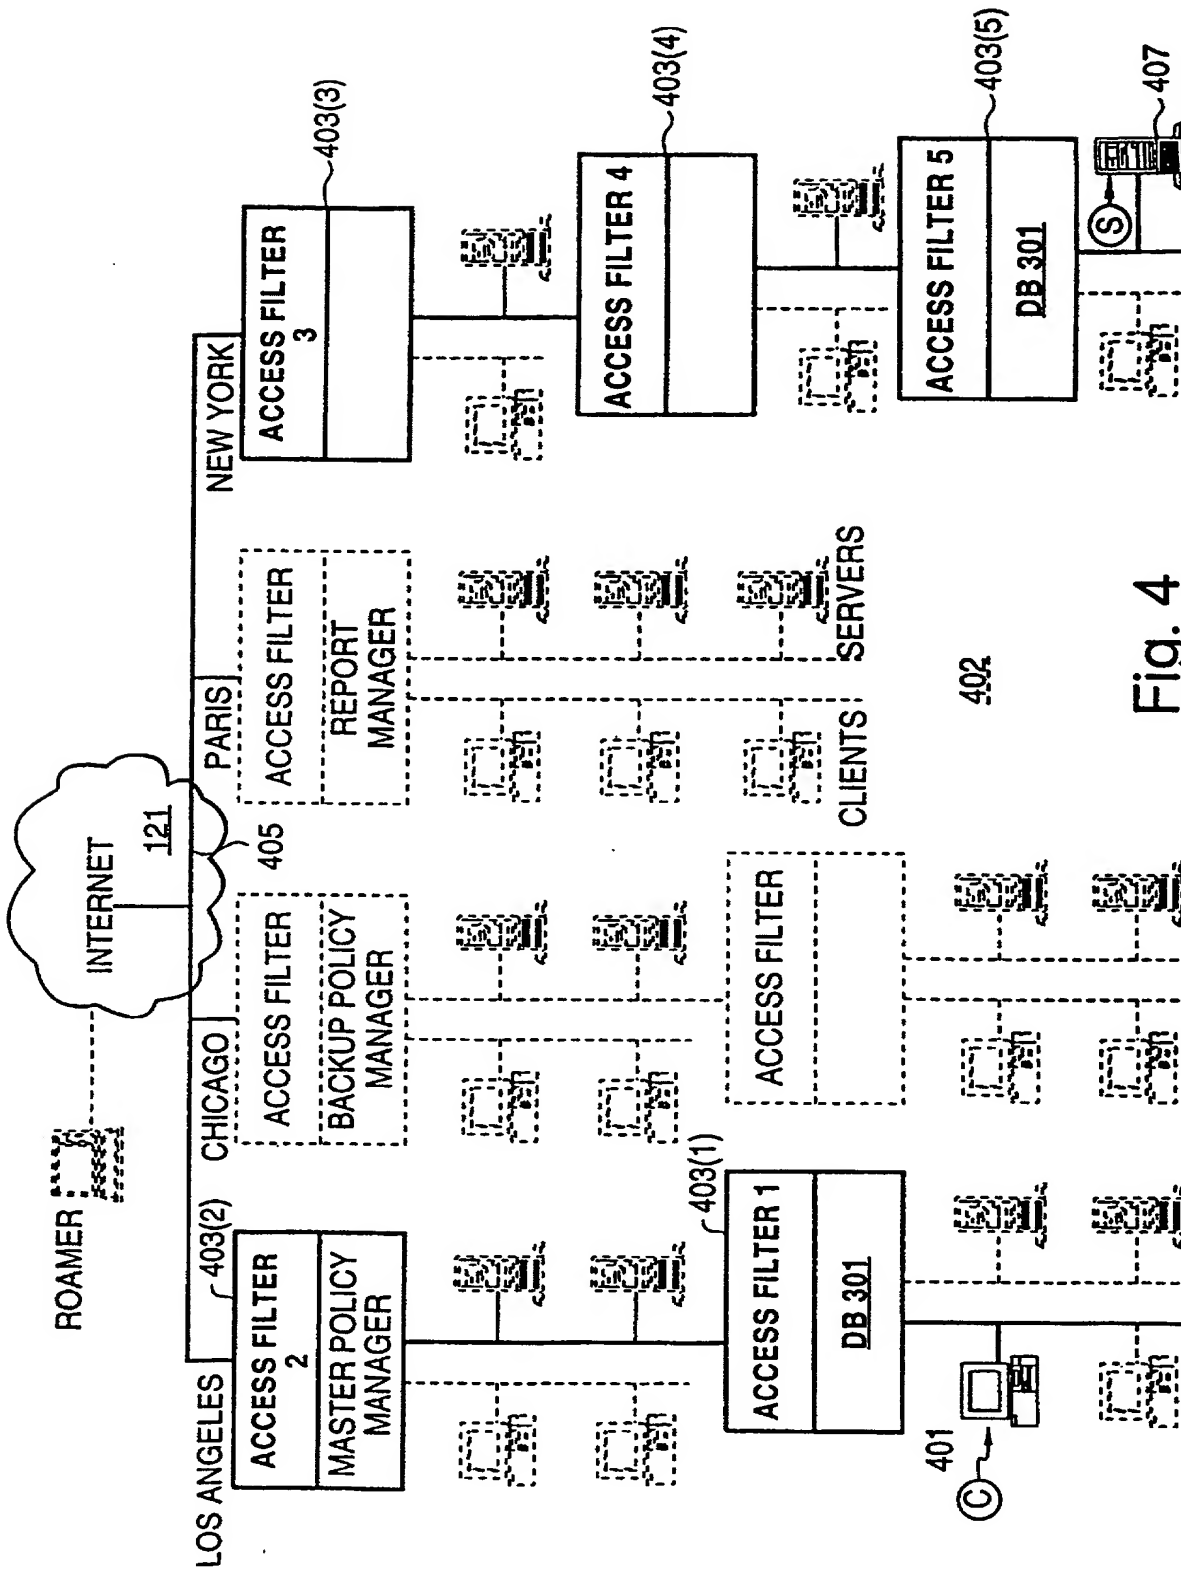 ROAMER
INTERNET
121
405
LOS ANGELES
403(2)
ACCESS FILTER
2
MASTER POLICY
MANAGER
403(1)
ACCESS FILTER 1
DB 301
401
C
CHICAGO
ACCESS FILTER
BACKUP POLICY
MANAGER
ACCESS FILTER
PARIS
ACCESS FILTER
REPORT
MANAGER
CLIENTS
SERVERS
402
NEW YORK
ACCESS FILTER
3
403(3)
ACCESS FILTER 4
403(4)
ACCESS FILTER 5
DB 301
403(5)
S
407
Fig. 4